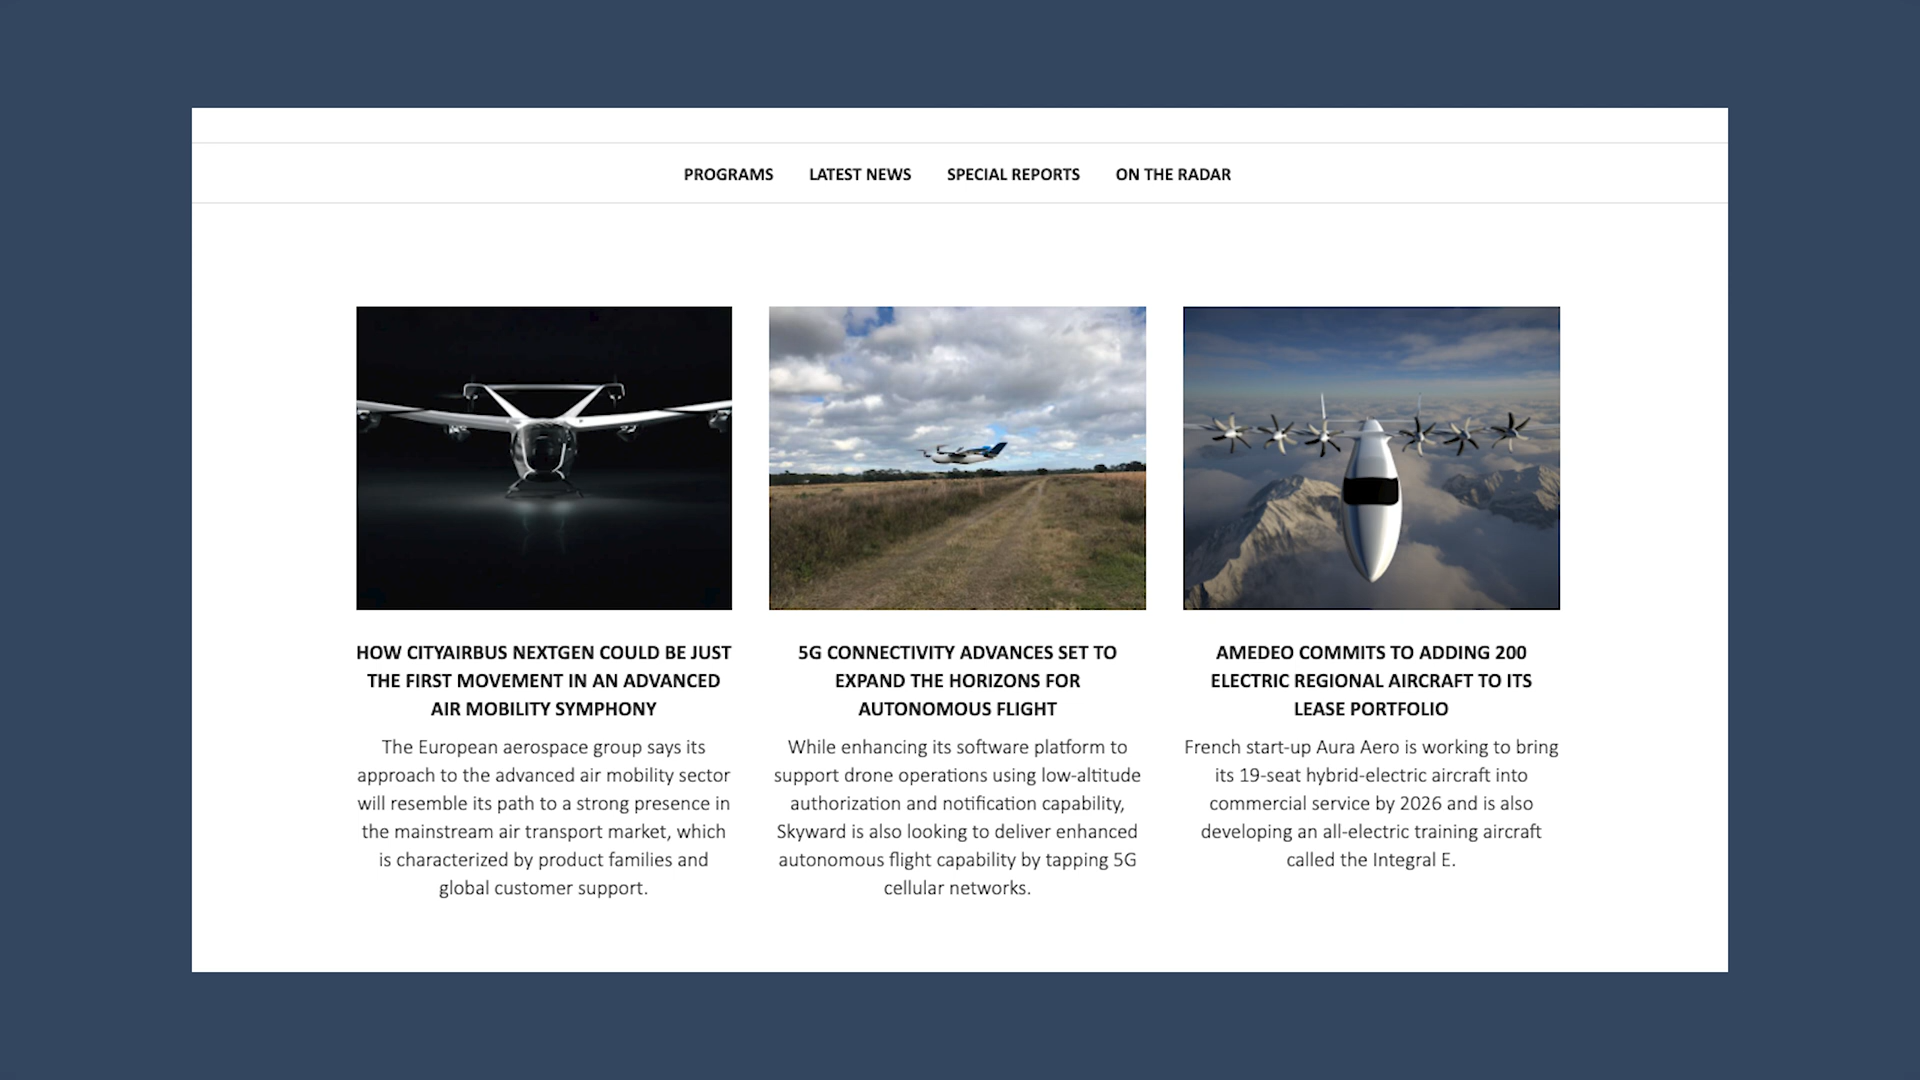 PROGRAMS LATEST NEWS SPECIAL REPORTS ON THE RADAR
HOW CITYAIRBUS NEXTGEN COULD BE JUST
THE FIRST MOVEMENT IN AN ADVANCED
AIR MOBILITY SYMPHONY
The European aerospace group says its
approach to the advanced air mobility sector
will resemble its path to a strong presence in
the mainstream air transport market, which
is characterized by product families and
global customer support.
5G CONNECTIVITY ADVANCES SET TO
EXPAND THE HORIZONS FOR
AUTONOMOUS FLIGHT
While enhancing its software platform to
support drone operations using low-altitude
authorization and notification capability,
Skyward is also looking to deliver enhanced
autonomous flight capability by tapping 5G
cellular networks.
AMEDEO COMMITS TO ADDING 200
ELECTRIC REGIONAL AIRCRAFT TO ITS
LEASE PORTFOLIO
French start-up Aura Aero is working to bring
its 19-seat hybrid-electric aircraft into
commercial service by 2026 and is also
developing an all-electric training aircraft
called the Integral E.